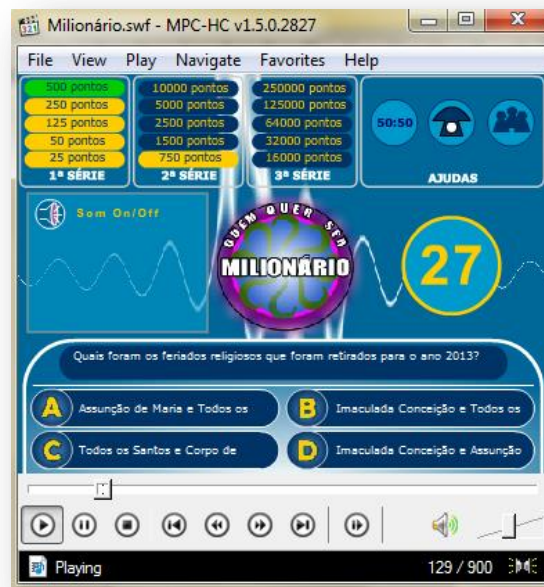 Milionário.swf - MPC-HC v1.5.0.2827
File View Play Navigate Favorites Help
500 pontos
250 pontos
125 pontos
50 pontos
25 pontos
1ª SÉRIE
10000 pontos
5000 pontos
2500 pontos
1500 pontos
750 pontos
2ª SÉRIE
250000 pontos
125000 pontos
64000 pontos
32000 pontos
16000 pontos
3ª SÉRIE
50:50
AJUDAS
Som On/Off
QUEM QUER SER
MILIONÁRIO
27
Quais foram os feriados religiosos que foram retirados para o ano 2013?
A Assunção de Maria e Todos os
B Imaculada Conceição e Todos os
C Todos os Santos e Corpo de
D Imaculada Conceição e Assunção
Playing
129 / 900